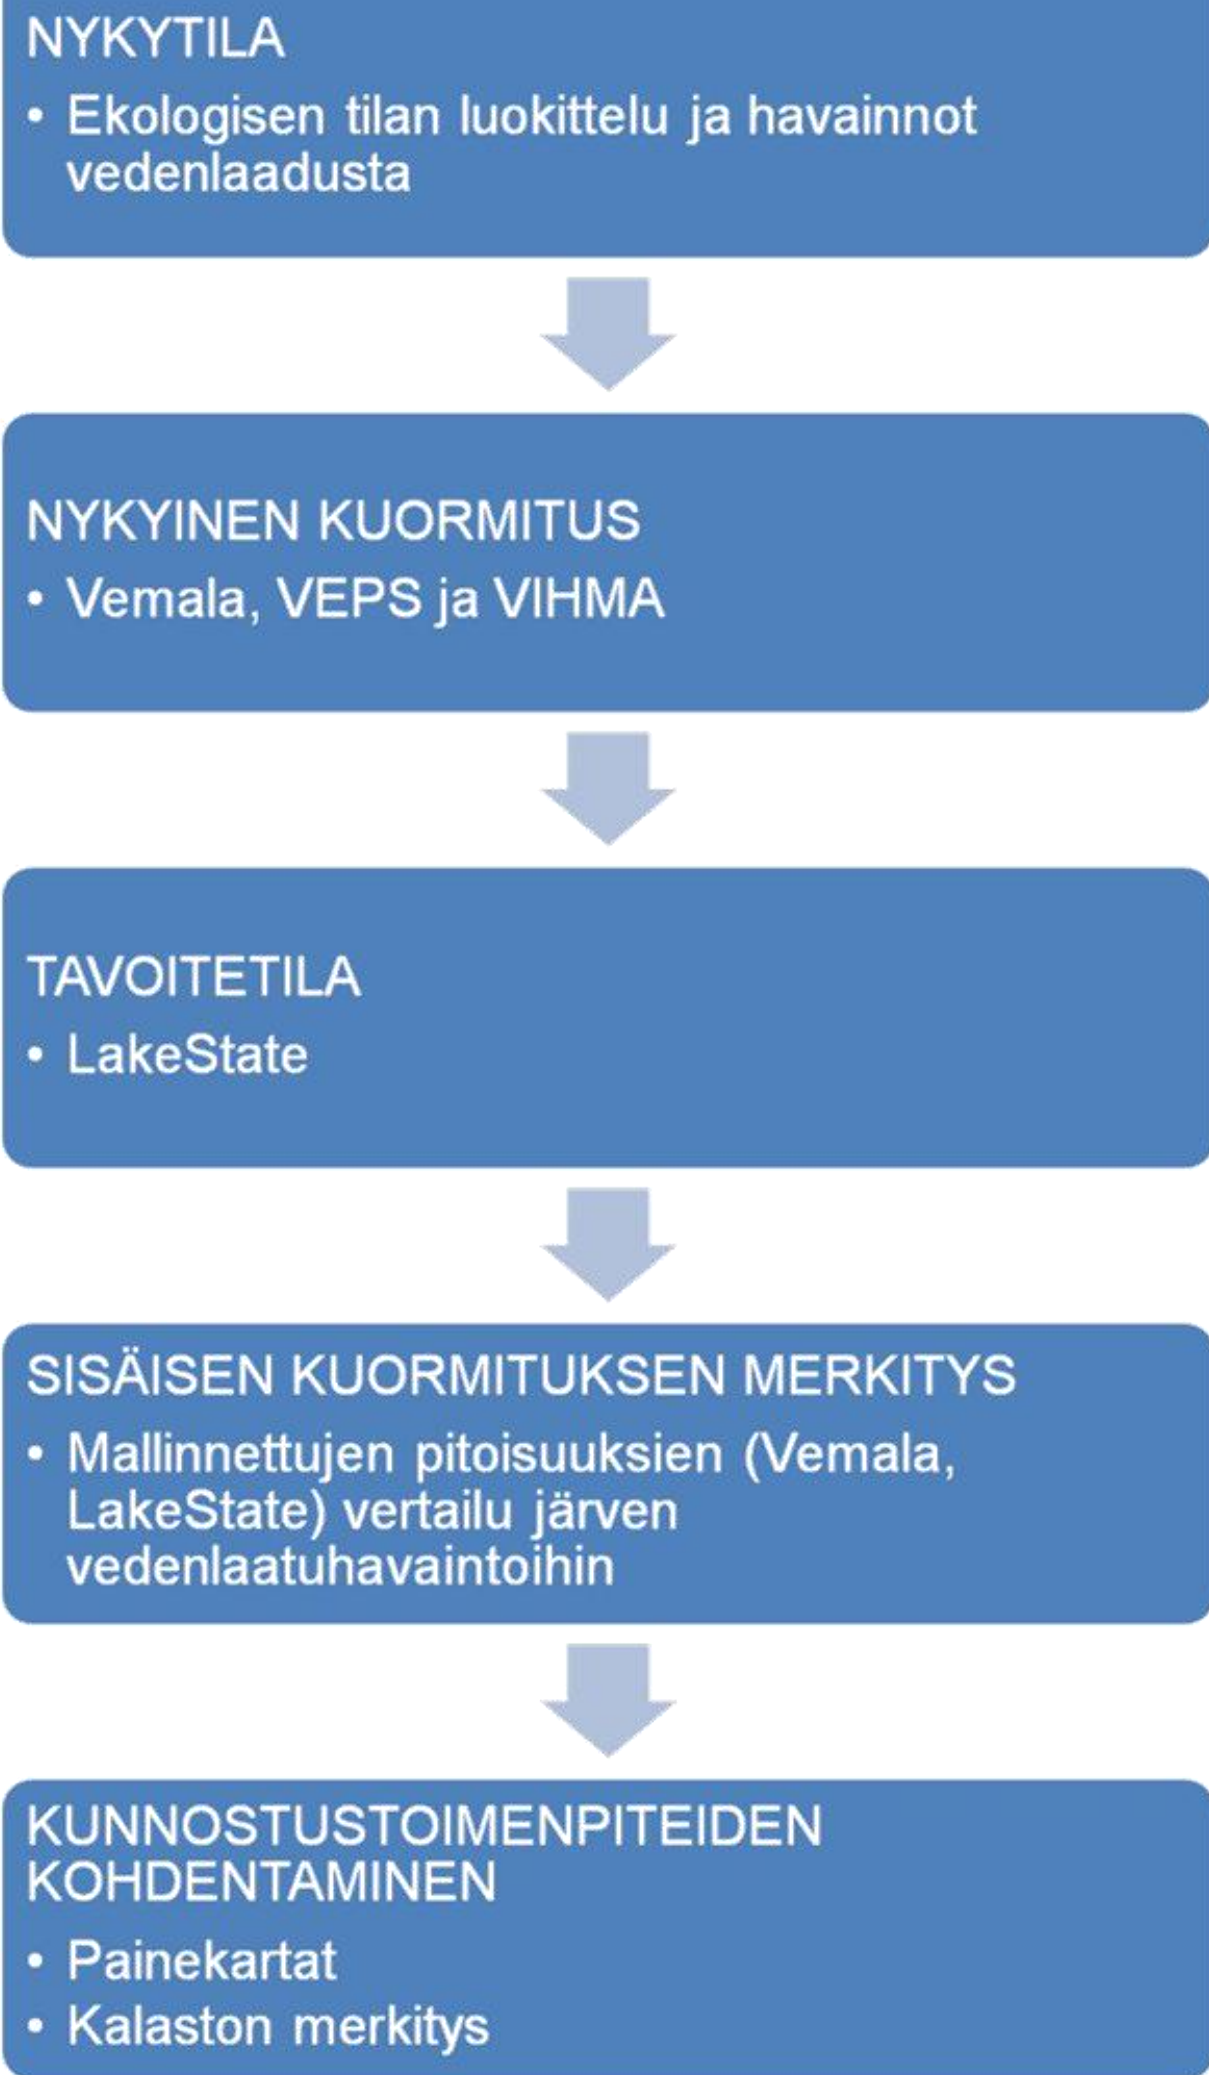 NYKYTILA
• Ekologisen tilan luokittelu ja havainnot
vedenlaadusta
NYKYINEN KUORMITUS
• Vemala, VEPS ja VIHMA
TAVOITETILA
• LakeState
SISÄISEN KUORMITUKSEN MERKITYS
• Mallinnettujen pitoisuuksien (Vemala,
LakeState) vertailu järven
vedenlaatuhavaintoihin
KUNNOSTUSTOIMENPITEIDEN
KOHDENTAMINEN
• Painekartat
• Kalaston merkitys